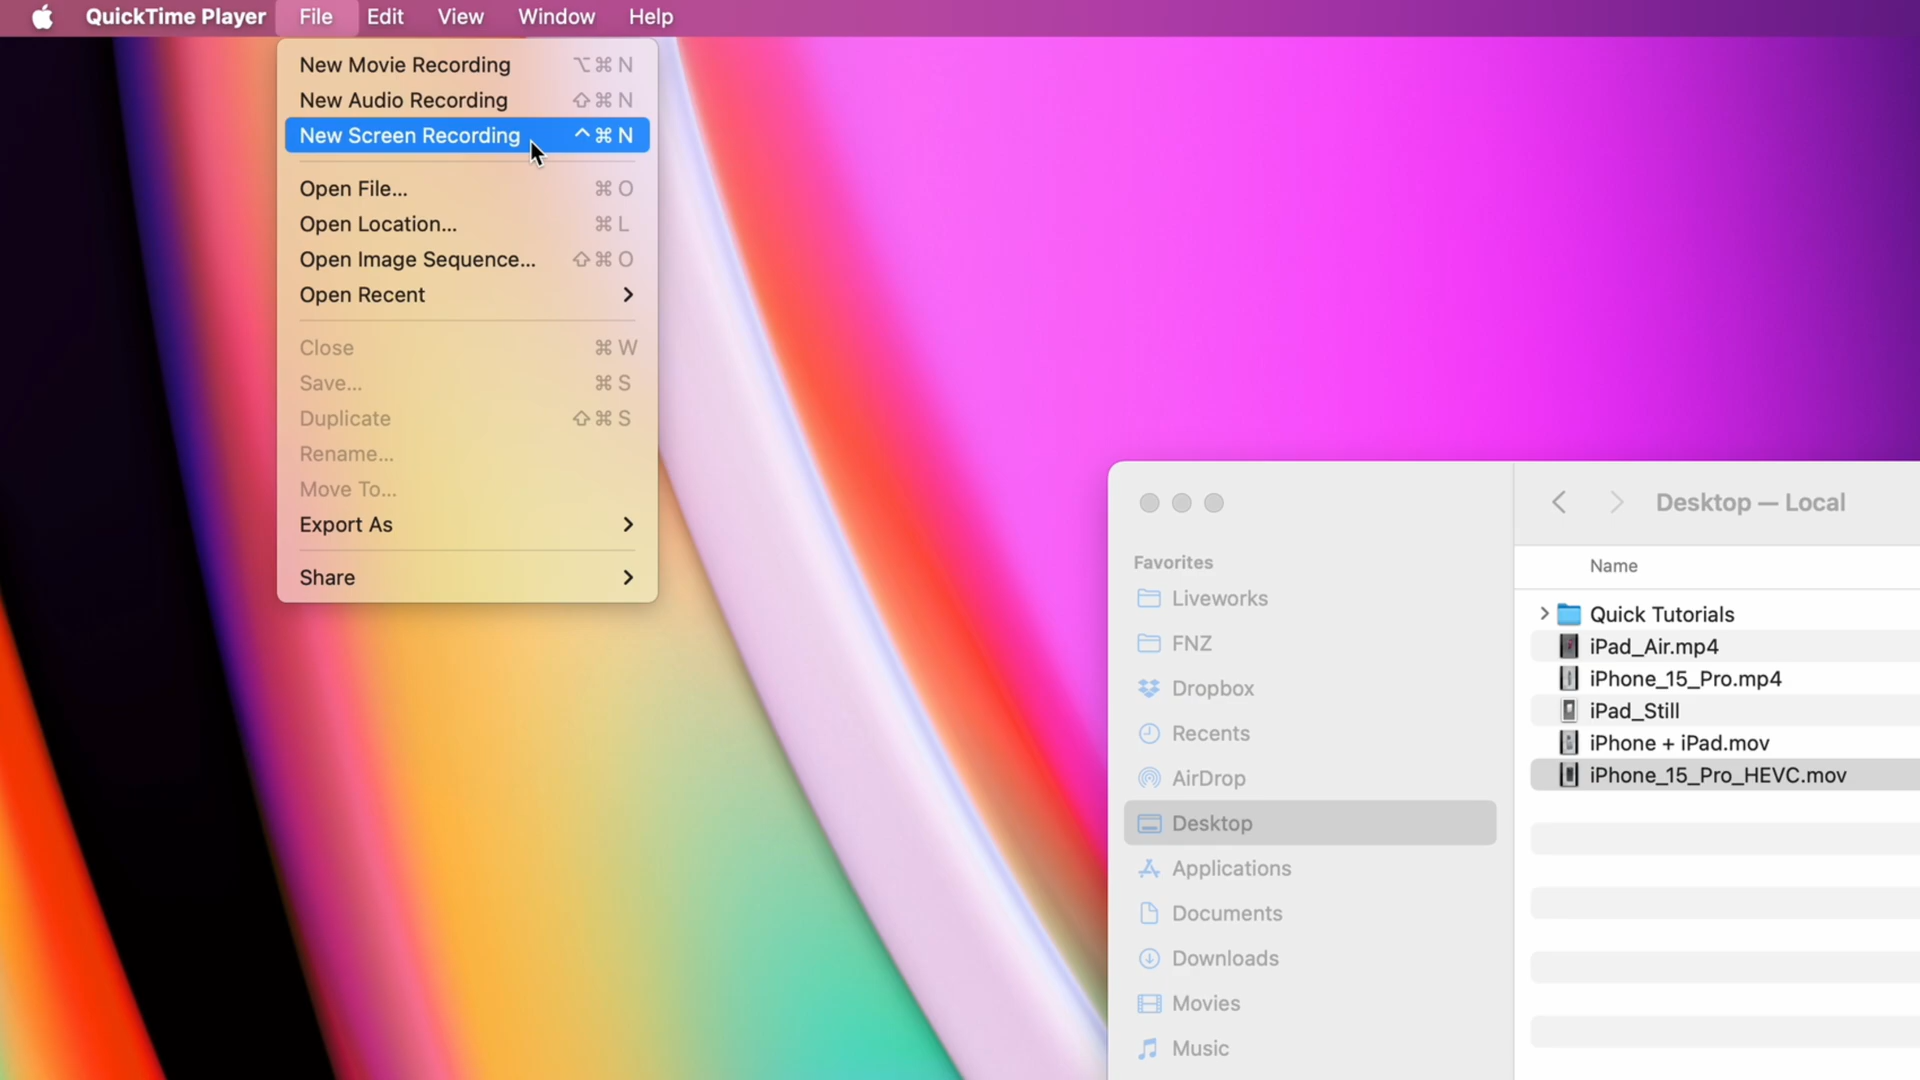 QuickTime Player File Edit View Window Help
New Movie Recording ⌥⌘N
New Audio Recording ⇧⌘N
New Screen Recording ^⌘N
Open File... ⌘O
Open Location... ⌘L
Open Image Sequence... ⇧⌘O
Open Recent
Close ⌘W
Save... ⌘S
Duplicate ⇧⌘S
Rename...
Move To...
Export As
Share
Desktop — Local
Favorites
Liveworks
FNZ
Dropbox
Recents
AirDrop
Desktop
Applications
Documents
Downloads
Movies
Music
Name
Quick Tutorials
iPad_Air.mp4
iPhone_15_Pro.mp4
iPad_Still
iPhone + iPad.mov
iPhone_15_Pro_HEVC.mov